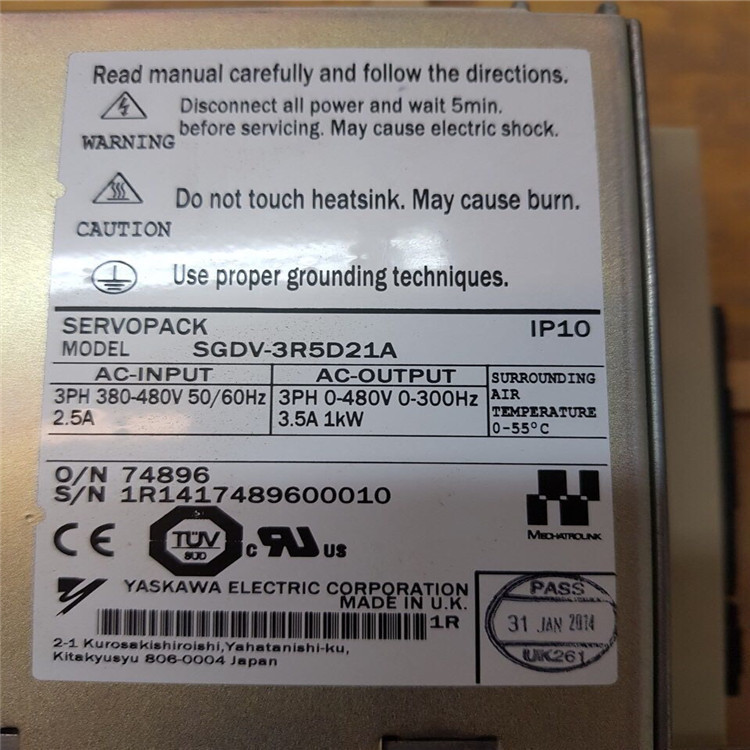 Read manual carefully and follow the directions.
WARNING
Disconnect all power and wait 5min.
before servicing. May cause electric shock.
CAUTION
Do not touch heatsink. May cause burn.
Use proper grounding techniques.
SERVOPACK
IP10
MODEL SGDV-3R5D21A
AC-INPUT
3PH 380-480V 50/60Hz
2.5A
AC-OUTPUT
3PH 0-480V 0-300Hz
3.5A 1kW
SURROUNDING
AIR
TEMPERATURE
0-55°C
O/N 74896
S/N 1R1417489600010
MECHATROLINK
CE
TÜV
SÜD
c RU US
YASKAWA ELECTRIC CORPORATION
MADE IN U.K.
1R
2-1 Kurosakishiroishi,Yahatanishi-ku,
Kitakyusyu 806-0004 Japan
PASS
31 JAN 2014
UK261